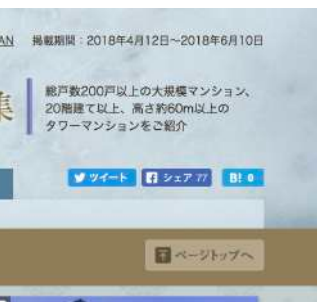 AN 掲載期間：2018年4月12日〜2018年6月10日
集
総戸数200戸以上の大規模マンション、
20階建て以上、高さ約60m以上の
タワーマンションをご紹介
ツイート シェア 77 B! 0
ページトップへ